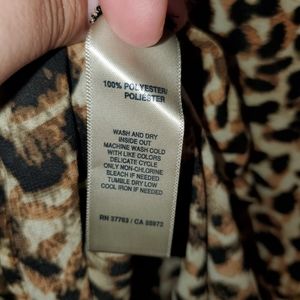 100% POLYESTER/
POLIESTER
WASH AND DRY
INSIDE OUT
MACHINE WASH COLD
WITH LIKE COLORS
DELICATE CYCLE
ONLY NON-CHLORINE
BLEACH IF NEEDED
TUMBLE DRY LOW
COOL IRON IF NEEDED
RN 37763 / CA 58973